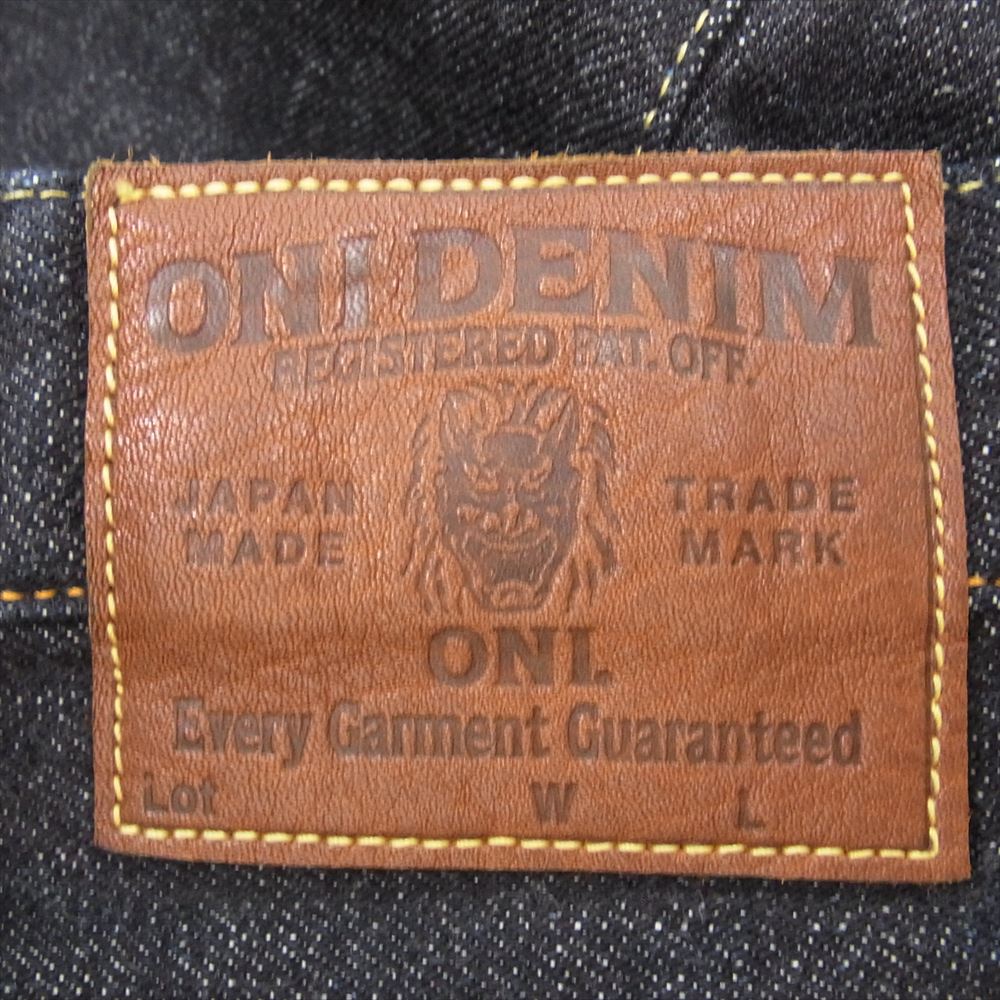 ONI DENIM
REGISTERED PAT. OFF.
JAPAN MADE
TRADE MARK
ONI.
Every Garment Guaranteed
Lot W L